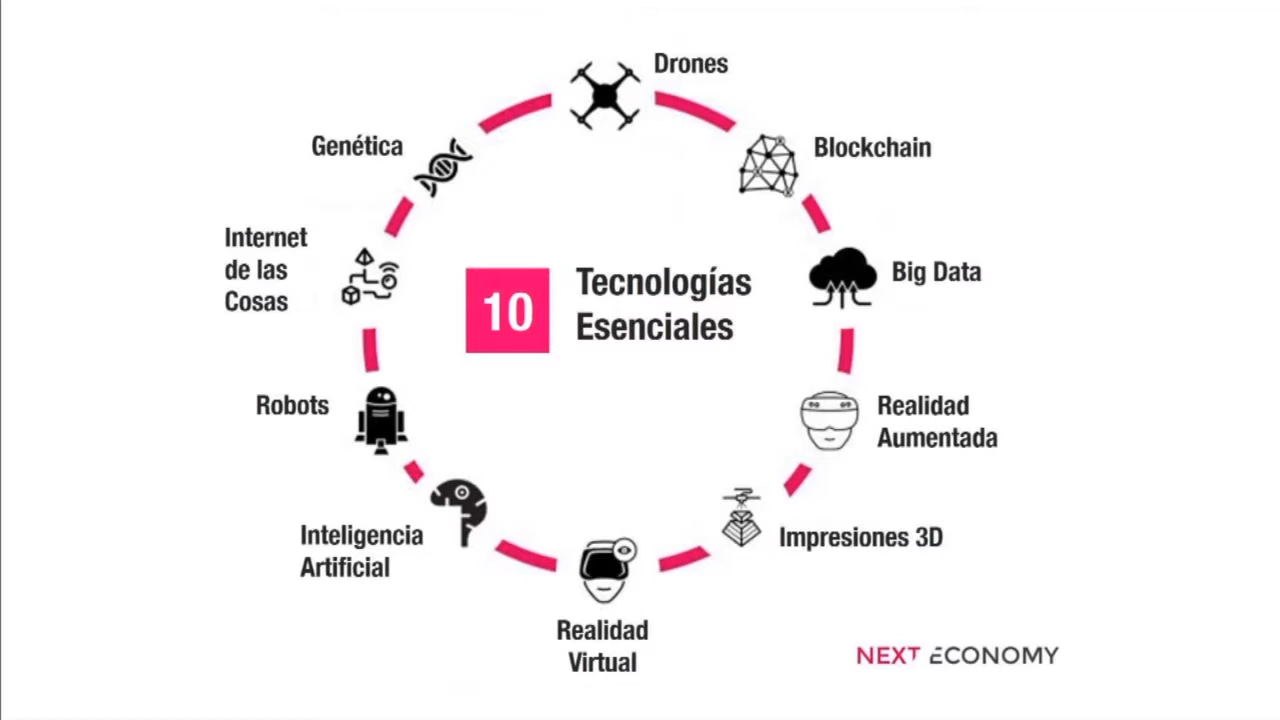 Drones
Blockchain
Big Data
Realidad
Aumentada
Impresiones 3D
Realidad
Virtual
Inteligencia
Artificial
Robots
Internet
de las
Cosas
Genética
10
Tecnologías
Esenciales
NEXT ECONOMY